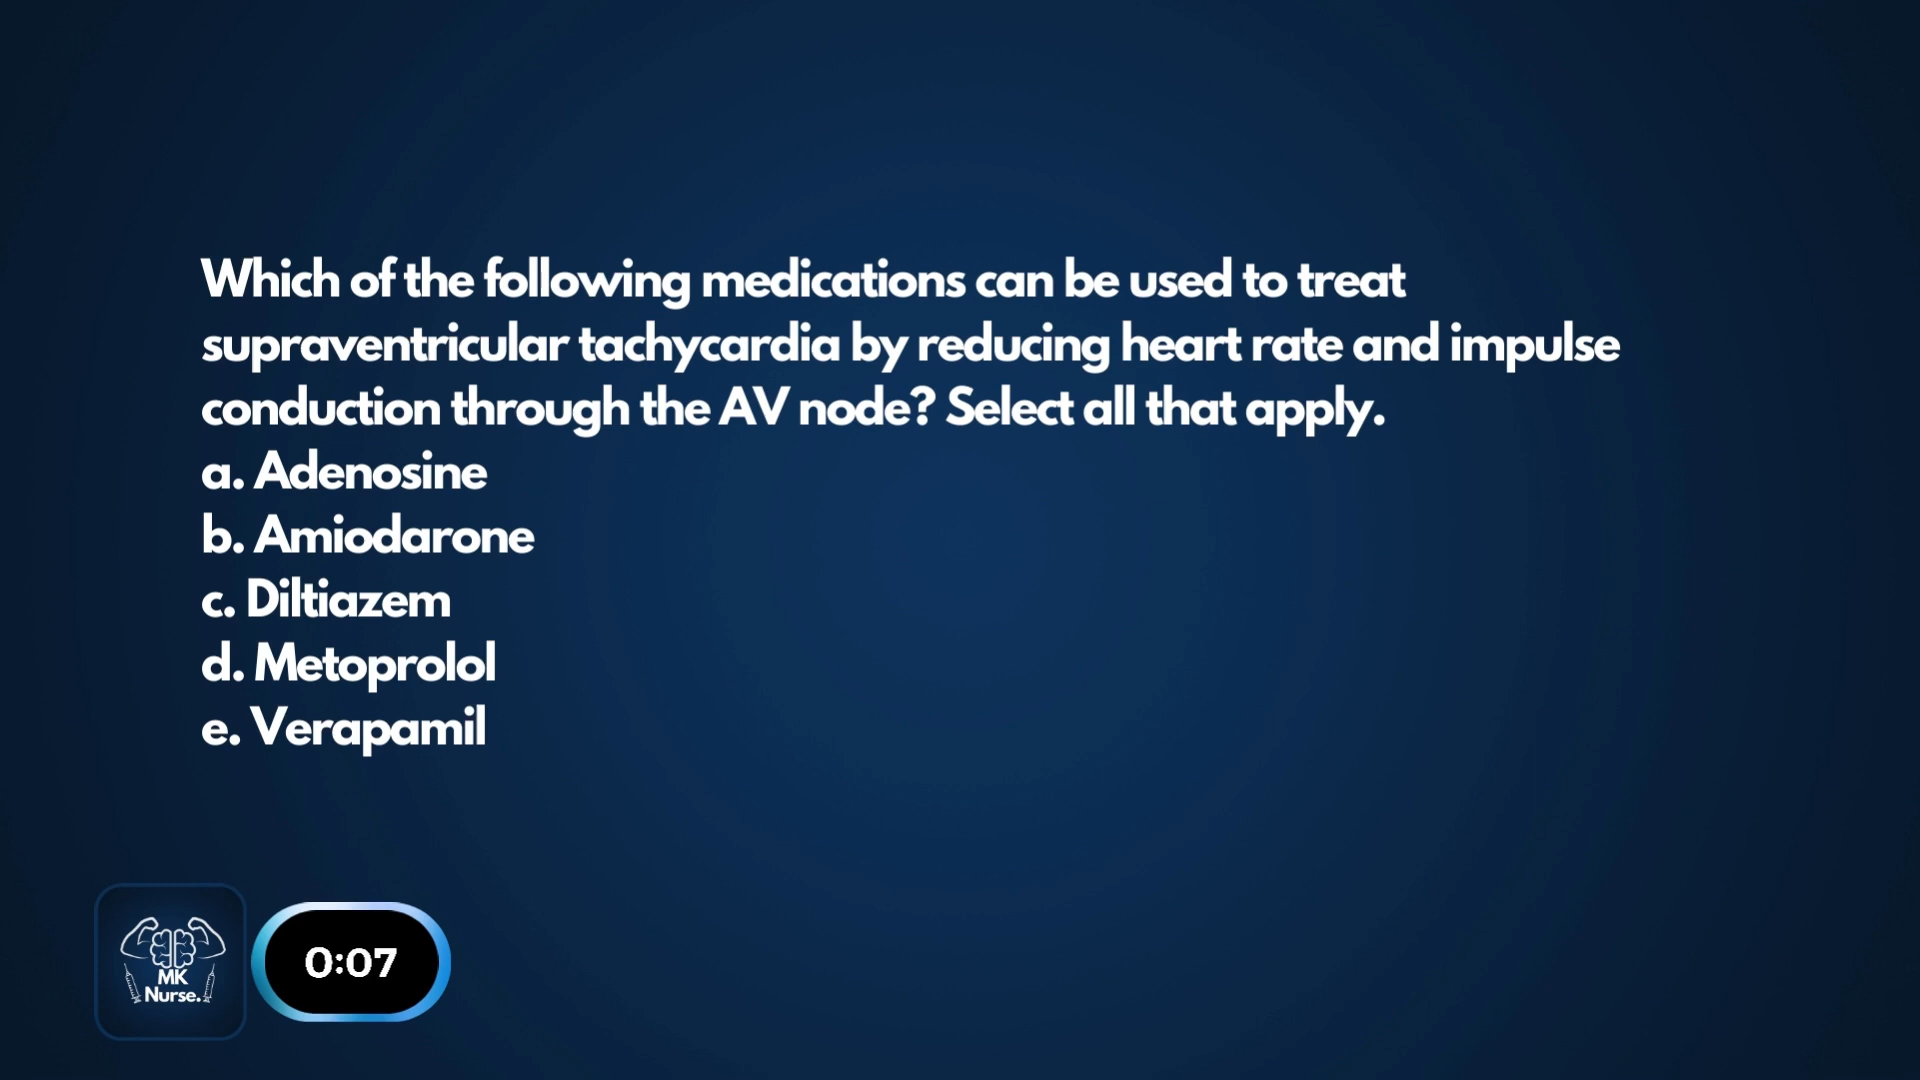 Which of the following medications can be used to treat
supraventricular tachycardia by reducing heart rate and impulse
conduction through the AV node? Select all that apply.
a. Adenosine
b. Amiodarone
c. Diltiazem
d. Metoprolol
e. Verapamil
MK
Nurse.
0:07